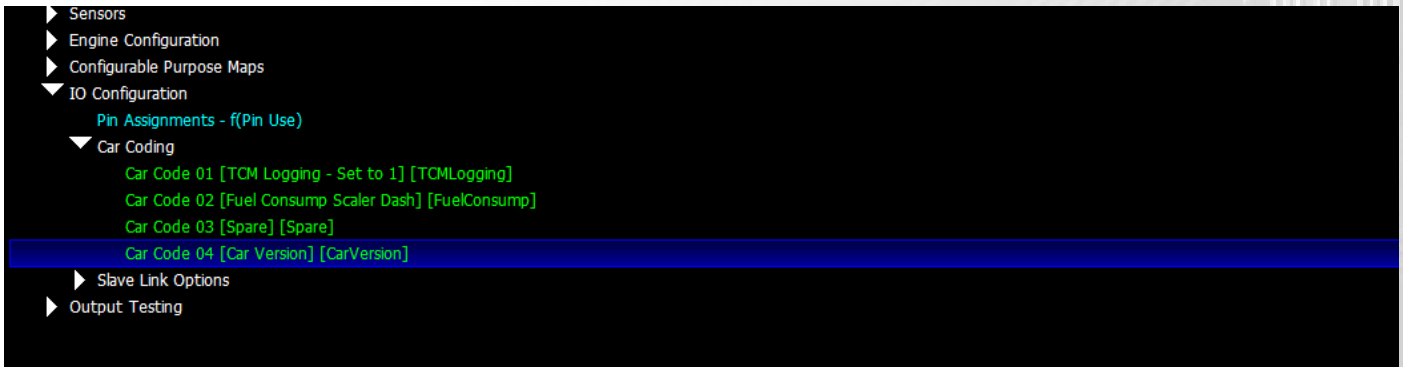 Sensors
Engine Configuration
Configurable Purpose Maps
IO Configuration
Pin Assignments - f(Pin Use)
Car Coding
Car Code 01 [TCM Logging - Set to 1] [TCMLogging]
Car Code 02 [Fuel Consump Scaler Dash] [FuelConsump]
Car Code 03 [Spare] [Spare]
Car Code 04 [Car Version] [CarVersion]
Slave Link Options
Output Testing